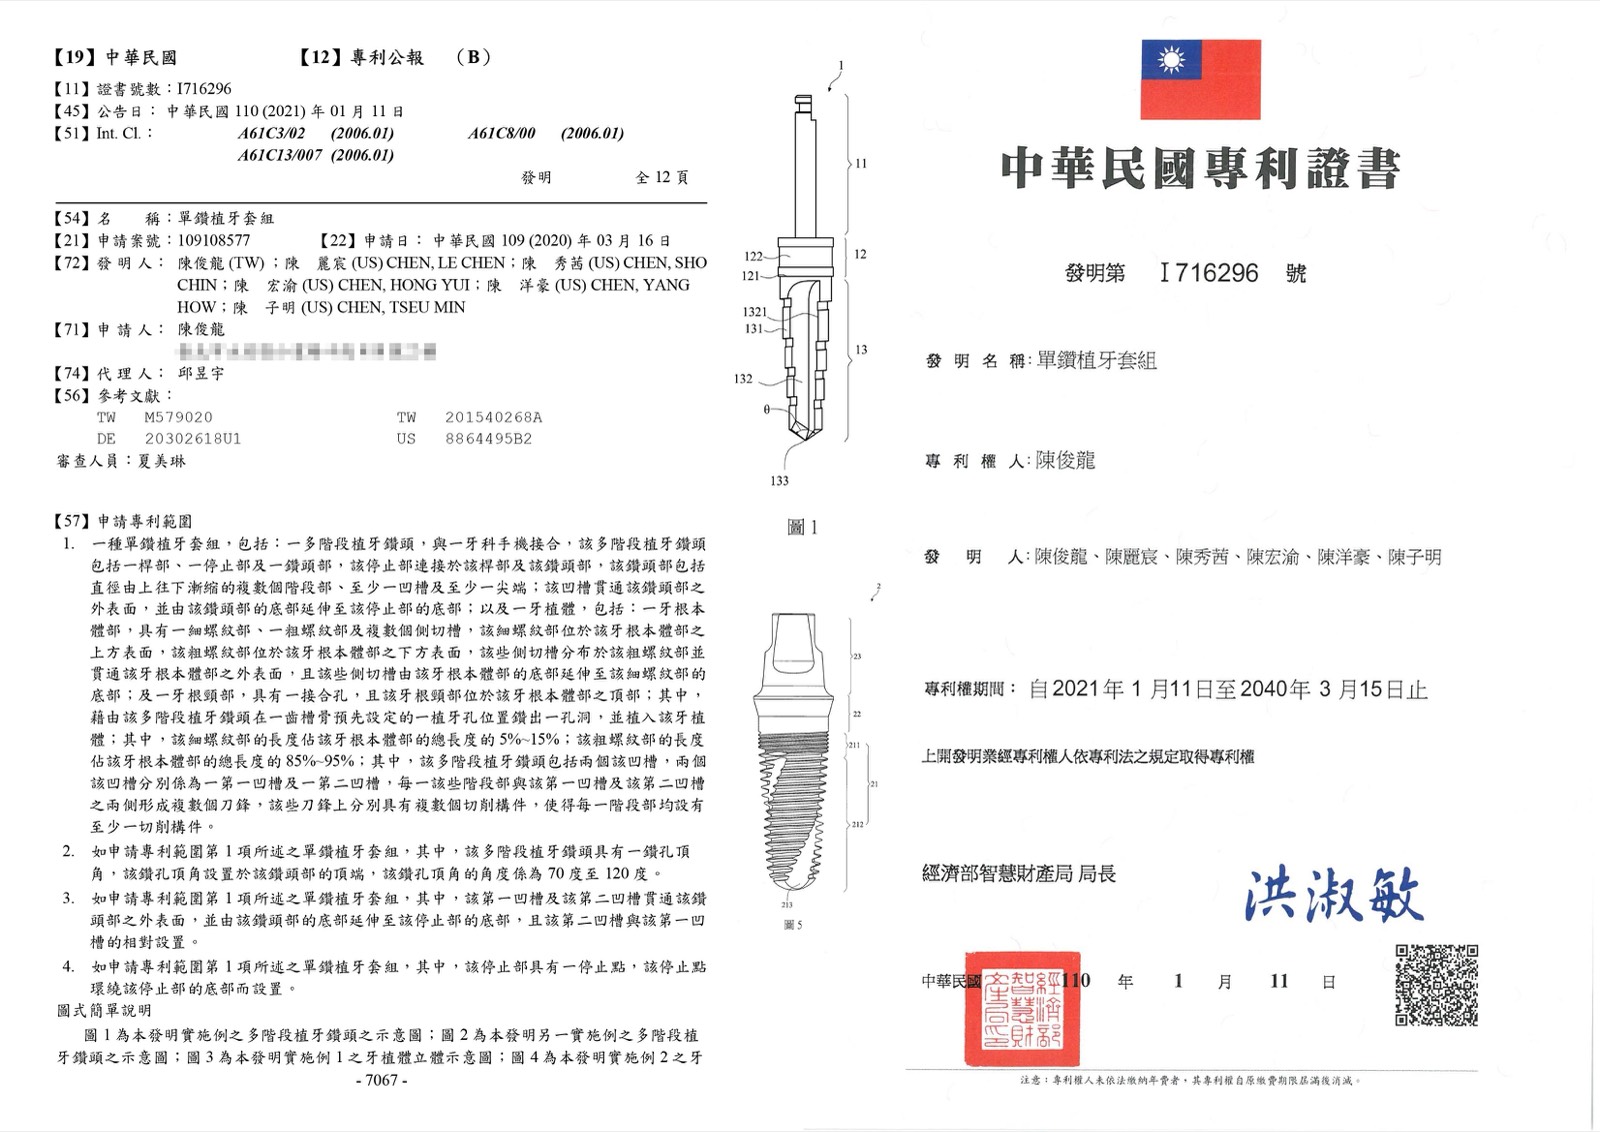 【19】中華民國 【12】專利公報 （B）
【11】證書號數：I716296
【45】公告日： 中華民國 110 (2021) 年 01 月 11 日
【51】Int. Cl.： A61C3/02 (2006.01) A61C8/00 (2006.01)
A61C13/007 (2006.01)
發明 全 12 頁
【54】名　　稱：單鑽植牙套組
【21】申請案號：109108577 【22】申請日： 中華民國 109 (2020) 年 03 月 16 日
【72】發 明 人： 陳俊龍 (TW)；陳　麗宸 (US) CHEN, LE CHEN；陳　秀茜 (US) CHEN, SHO
CHIN；陳　宏渝 (US) CHEN, HONG YUI；陳　洋豪 (US) CHEN, YANG
HOW；陳　子明 (US) CHEN, TSEU MIN
【71】申 請 人： 陳俊龍
【74】代 理 人： 邱昱宇
【56】參考文獻：
TW M579020 TW 201540268A
DE 20302618U1 US 8864495B2
審查人員：夏美琳
【57】申請專利範圍
1. 一種單鑽植牙套組，包括：一多階段植牙鑽頭，與一牙科手機接合，該多階段植牙鑽頭
包括一桿部、一停止部及一鑽頭部，該停止部連接於該桿部及該鑽頭部，該鑽頭部包括
直徑由上往下漸縮的複數個階段部、至少一凹槽及至少一尖端；該凹槽貫通該鑽頭部之
外表面，並由該鑽頭部的底部延伸至該停止部的底部；以及一牙植體，包括：一牙根本
體部，具有一細螺紋部、一粗螺紋部及複數個側切槽，該細螺紋部位於該牙根本體部之
上方表面，該粗螺紋部位於該牙根本體部之下方表面，該些側切槽分布於該粗螺紋部並
貫通該牙根本體部之外表面，且該些側切槽由該牙根本體部的底部延伸至該細螺紋部的
底部；及一牙根頸部，具有一接合孔，且該牙根頸部位於該牙根本體部之頂部；其中，
藉由該多階段植牙鑽頭在一齒槽骨預先設定的一植牙孔位置鑽出一孔洞，並植入該牙植
體；其中，該細螺紋部的長度佔該牙根本體部的總長度的 5%~15%；該粗螺紋部的長度
佔該牙根本體部的總長度的 85%~95%；其中，該多階段植牙鑽頭包括兩個該凹槽，兩個
該凹槽分別係為一第一凹槽及一第二凹槽，每一該些階段部與該第一凹槽及該第二凹槽
之兩側形成複數個刀鋒，該些刀鋒上分別具有複數個切削構件，使得每一階段部均設有
至少一切削構件。
2. 如申請專利範圍第 1 項所述之單鑽植牙套組，其中，該多階段植牙鑽頭具有一鑽孔頂
角，該鑽孔頂角設置於該鑽頭部的頂端，該鑽孔頂角的角度係為 70 度至 120 度。
3. 如申請專利範圍第 1 項所述之單鑽植牙套組，其中，該第一凹槽及該第二凹槽貫通該鑽
頭部之外表面，並由該鑽頭部的底部延伸至該停止部的底部，且該第二凹槽與該第一凹
槽的相對設置。
4. 如申請專利範圍第 1 項所述之單鑽植牙套組，其中，該停止部具有一停止點，該停止點
環繞該停止部的底部而設置。
圖式簡單說明
圖 1 為本發明實施例之多階段植牙鑽頭之示意圖；圖 2 為本發明另一實施例之多階段植
牙鑽頭之示意圖；圖 3 為本發明實施例 1 之牙植體立體示意圖；圖 4 為本發明實施例 2 之牙
- 7067 -
1
11
122
12
121
1321
131
13
132
θ
133
圖 1
2
23
22
211
21
212
213
圖 5
中華民國專利證書
發明第 I716296 號
發 明 名 稱：單鑽植牙套組
專 利 權 人：陳俊龍
發 明 人：陳俊龍、陳麗宸、陳秀茜、陳宏渝、陳洋豪、陳子明
專利權期間： 自2021年 1 月11日至2040年 3 月15日止
上開發明業經專利權人依專利法之規定取得專利權
經濟部智慧財產局 局長
洪淑敏
中華民國 110 年 1 月 11 日
經濟部智慧財產局印
注意：專利權人未依法繳納年費者，其專利權自原繳費期限屆滿後消滅。